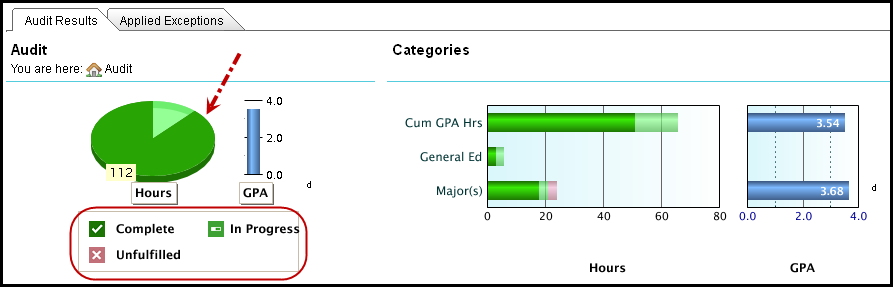 Audit Results
Applied Exceptions
Audit
You are here: Audit
4.0
2.0
0.0
112
Hours
GPA
d
Complete
In Progress
Unfulfilled
Categories
Cum GPA Hrs
General Ed
Major(s)
0 20 40 60 80
Hours
3.54
3.68
0.0 2.0 4.0
d
GPA